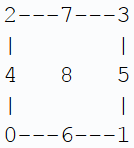 2---7---3
|       |
4   8   5
|       |
0---6---1